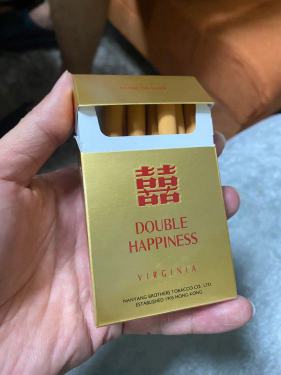 囍
DOUBLE
HAPPINESS
VIRGINIA
NANYANG BROTHERS TOBACCO CO., LTD.
ESTABLISHED 1905 HONG KONG